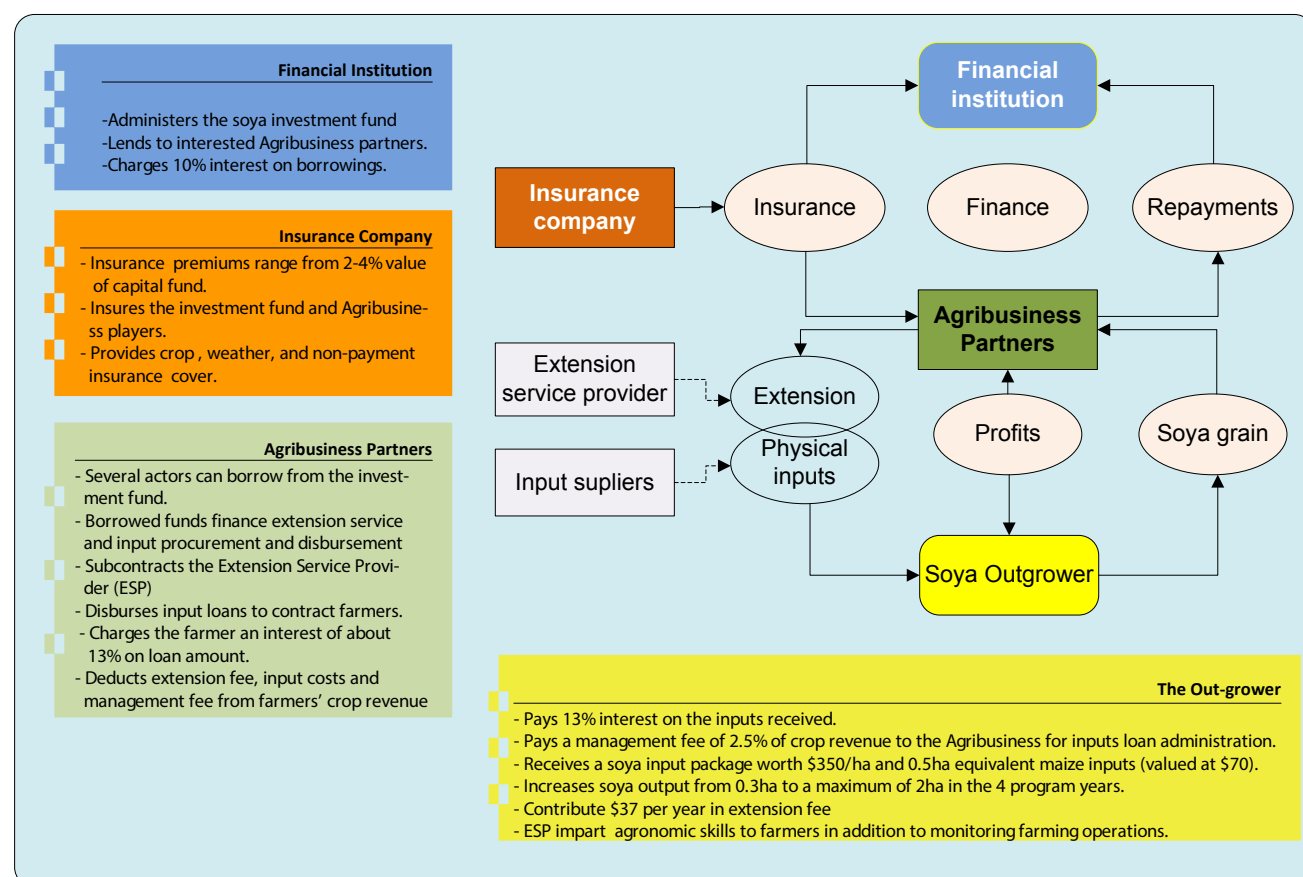 Financial Institution
-Administers the soya investment fund
-Lends to interested Agribusiness partners.
-Charges 10% interest on borrowings.
Insurance Company
- Insurance premiums range from 2-4% value
of capital fund.
- Insures the investment fund and Agribusine-
ss players.
- Provides crop , weather, and non-payment
insurance cover.
Agribusiness Partners
- Several actors can borrow from the invest-
ment fund.
- Borrowed funds finance extension service
and input procurement and disbursement
- Subcontracts the Extension Service Provi-
der (ESP)
- Disburses input loans to contract farmers.
- Charges the farmer an interest of about
13% on loan amount.
- Deducts extension fee, input costs and
management fee from farmers' crop revenue
Financial
institution
Insurance
company
Insurance
Finance
Repayments
Agribusiness
Partners
Extension
service provider
Extension
Profits
Soya grain
Physical
inputs
Input supliers
Soya Outgrower
The Out-grower
- Pays 13% interest on the inputs received.
- Pays a management fee of 2.5% of crop revenue to the Agribusiness for inputs loan administration.
- Receives a soya input package worth $350/ha and 0.5ha equivalent maize inputs (valued at $70).
- Increases soya output from 0.3ha to a maximum of 2ha in the 4 program years.
- Contribute $37 per year in extension fee
- ESP impart agronomic skills to farmers in addition to monitoring farming operations.